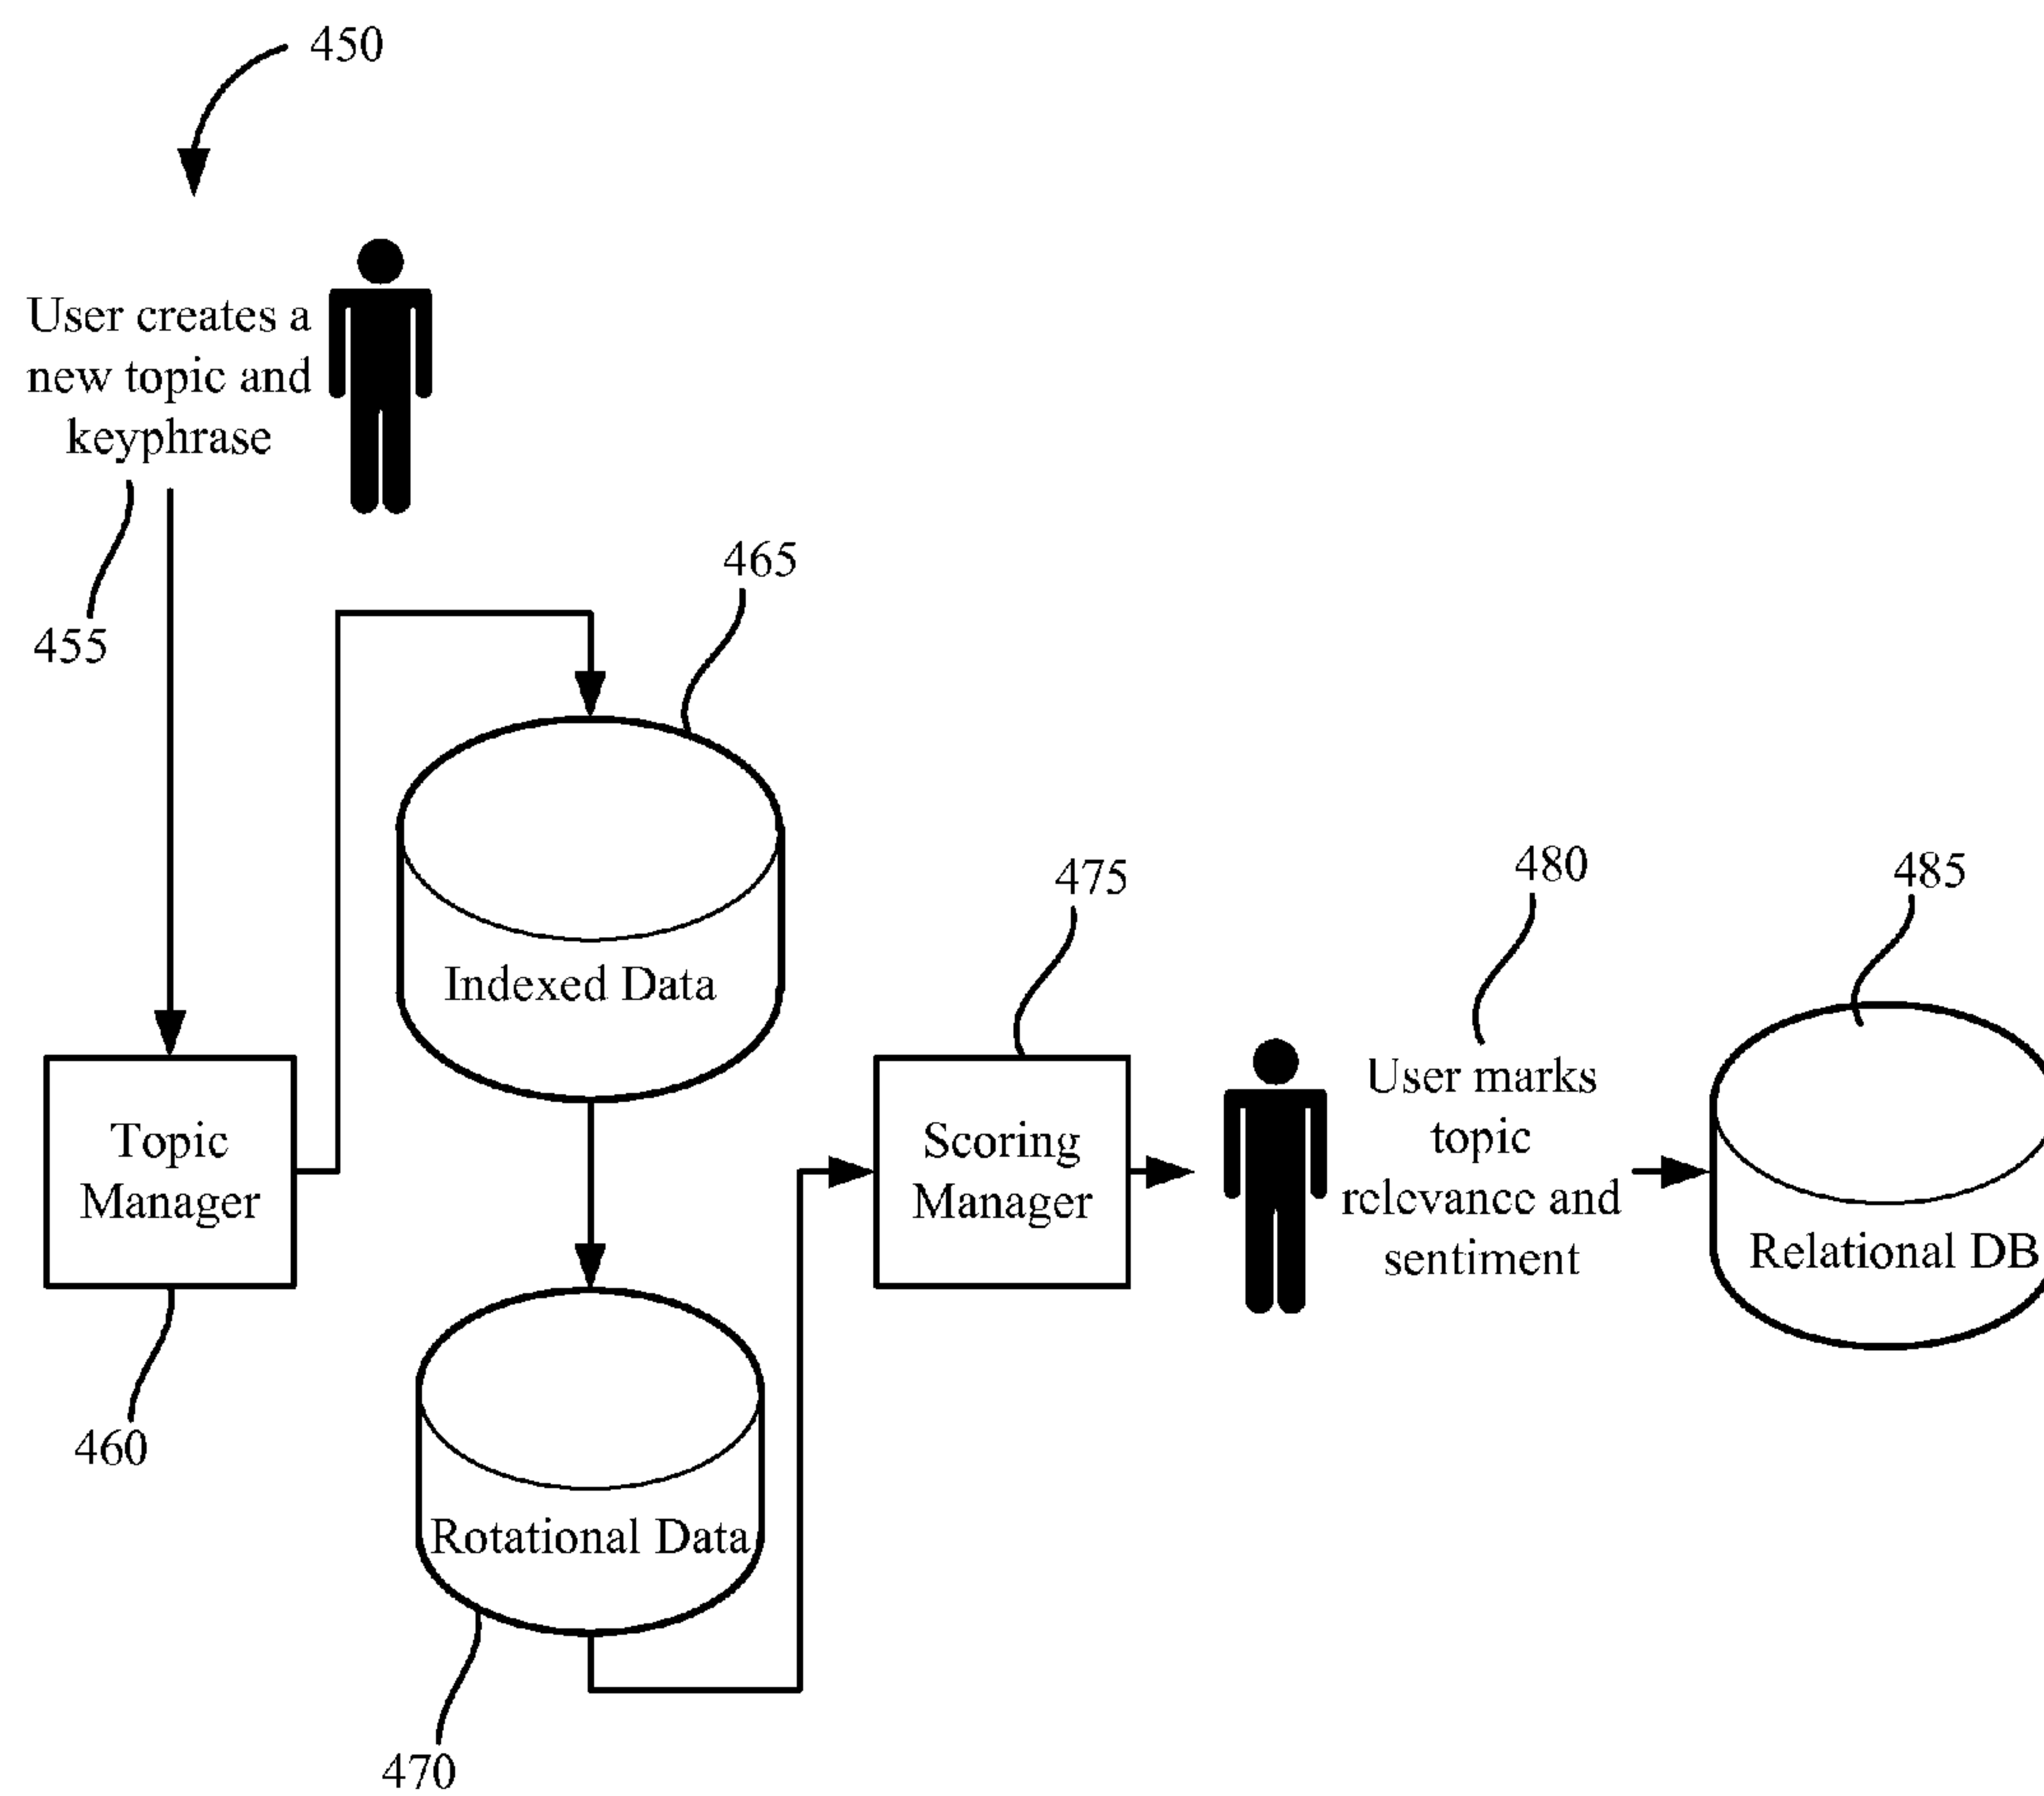 450
User creates a
new topic and
keyphrase
455
465
Indexed Data
475
480
485
Topic
Manager
Scoring
Manager
User marks
topic
relevance and
sentiment
Relational DB
460
Rotational Data
470